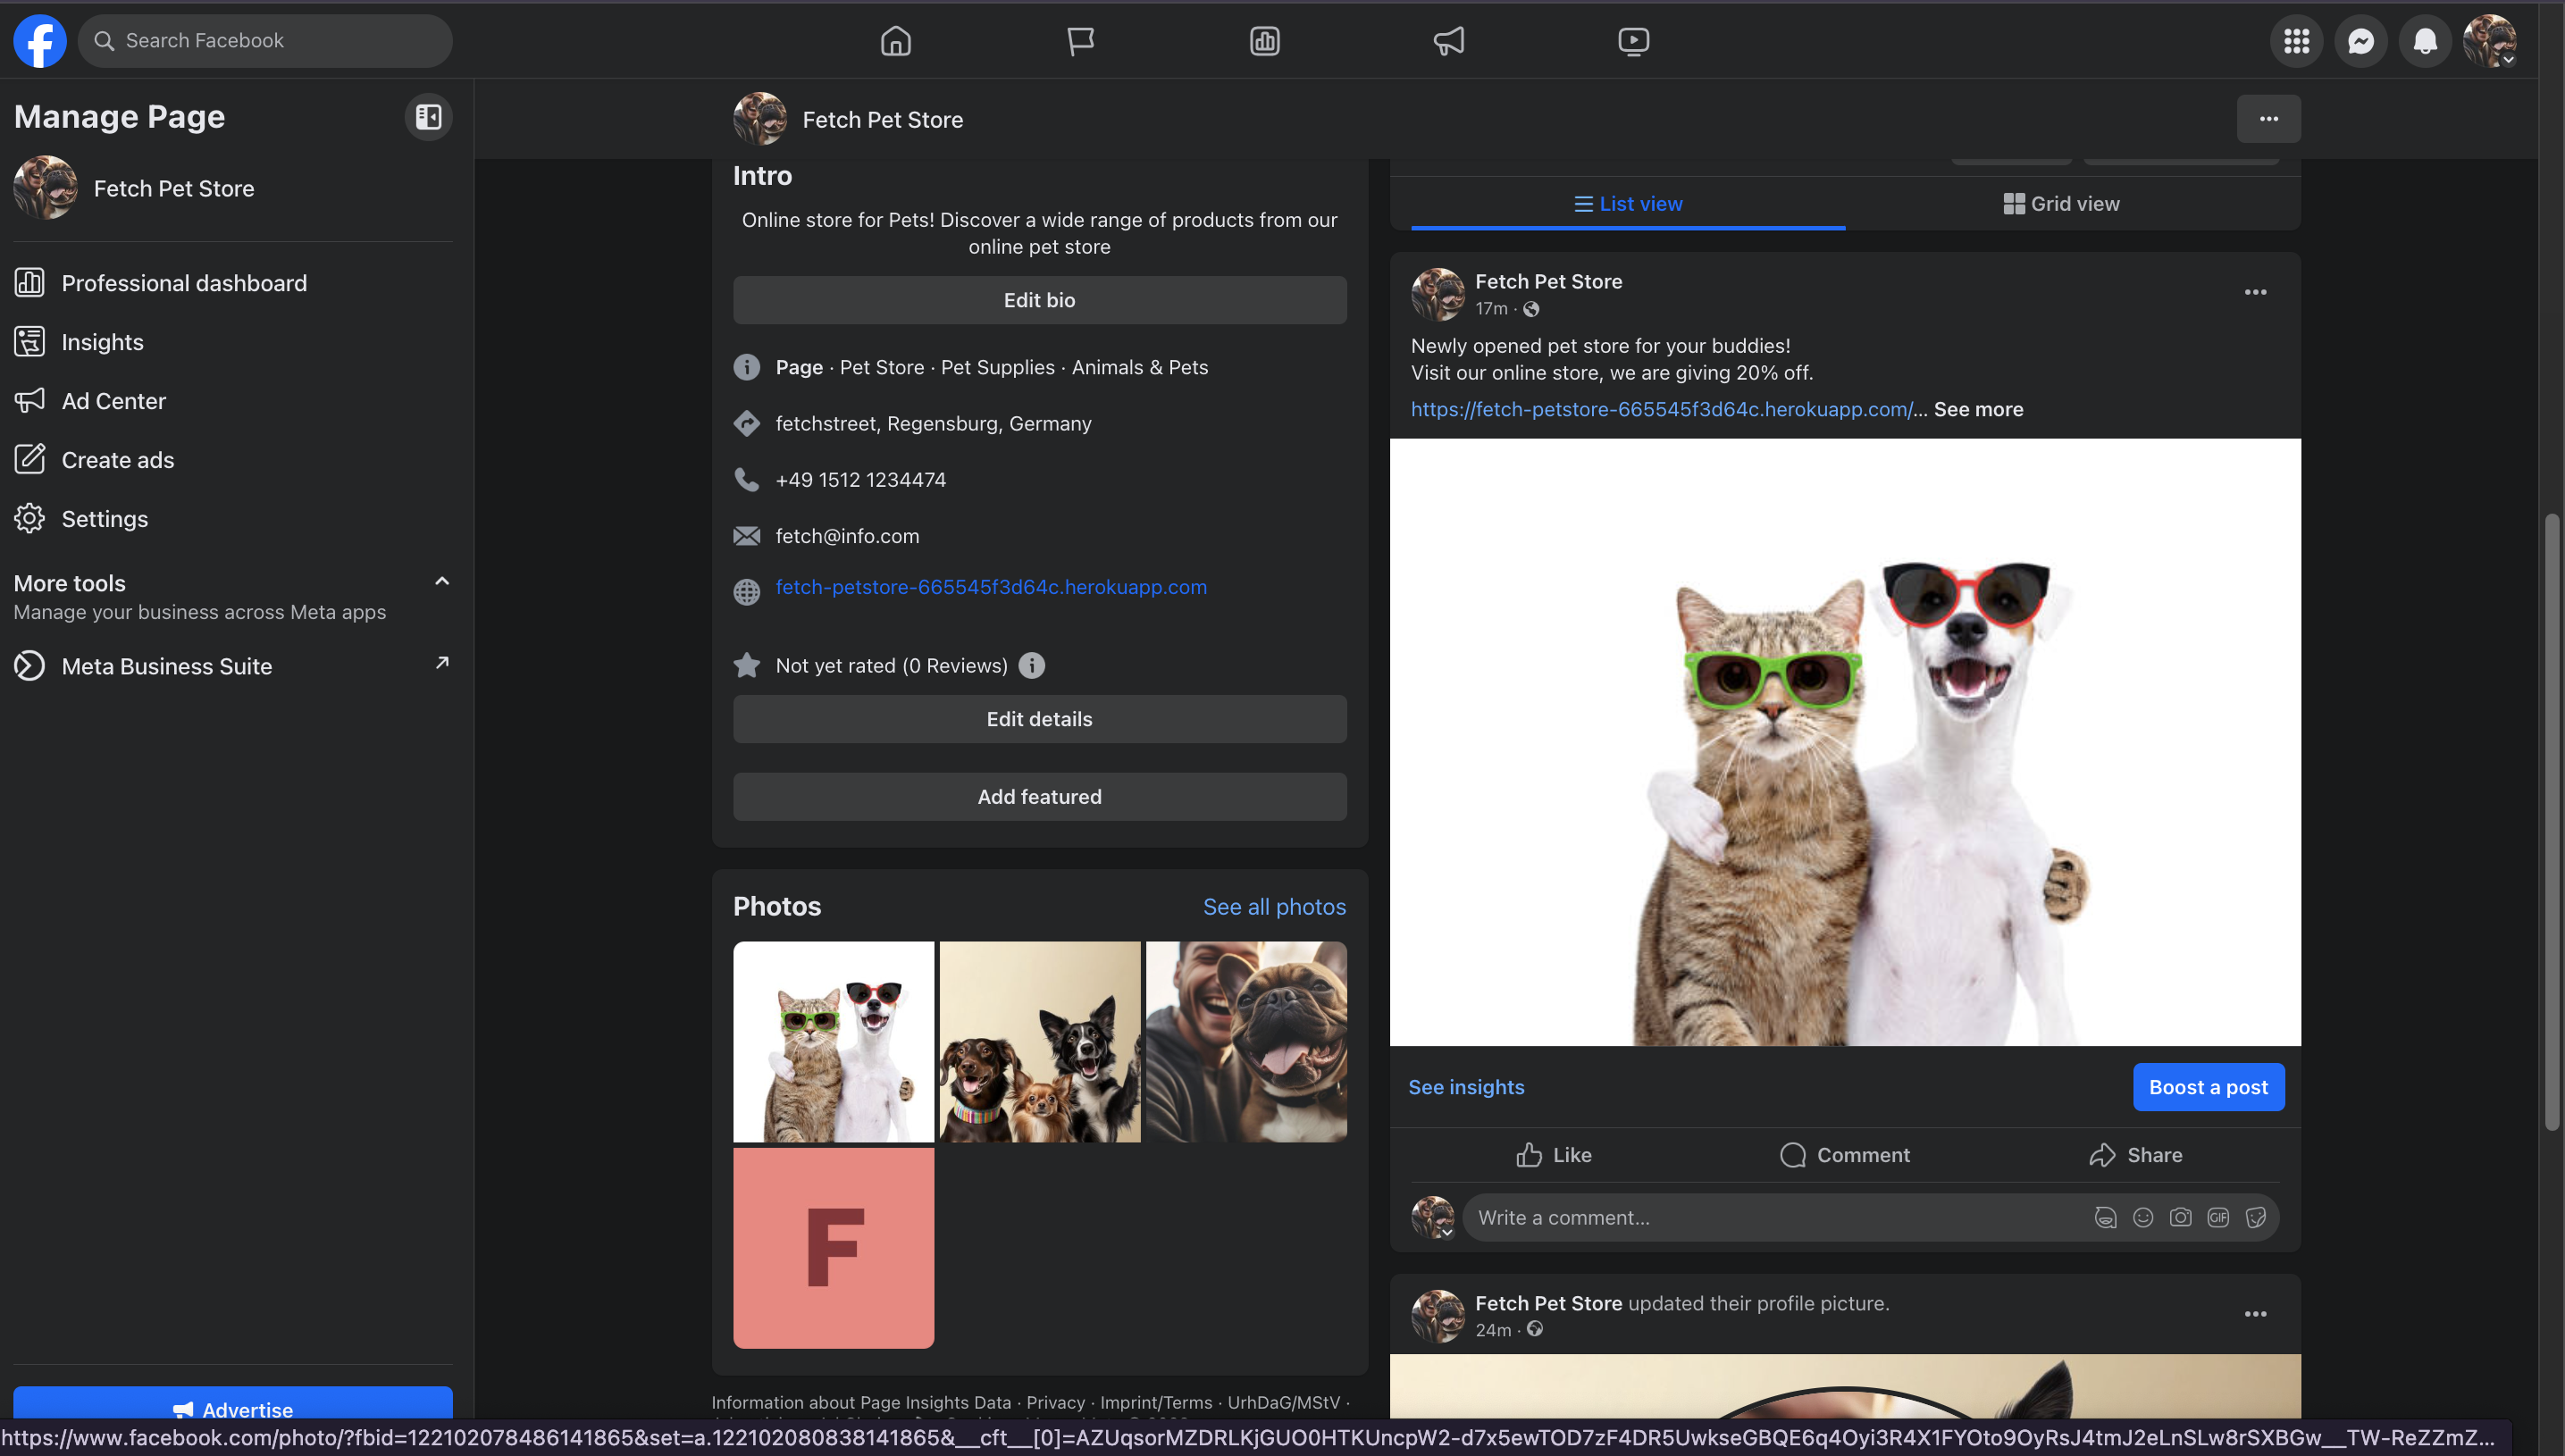 Search Facebook
Manage Page
Fetch Pet Store
Professional dashboard
Insights
Ad Center
Create ads
Settings
More tools
Manage your business across Meta apps
Meta Business Suite
Advertise
Fetch Pet Store
Intro
Online store for Pets! Discover a wide range of products from our
online pet store
Edit bio
Page · Pet Store · Pet Supplies · Animals & Pets
fetchstreet, Regensburg, Germany
+49 1512 1234474
fetch@info.com
fetch-petstore-665545f3d64c.herokuapp.com
Not yet rated (0 Reviews)
Edit details
Add featured
Photos
See all photos
F
Information about Page Insights Data · Privacy · Imprint/Terms · UrhDaG/MStV ·
List view
Grid view
Fetch Pet Store
17m ·
Newly opened pet store for your buddies!
Visit our online store, we are giving 20% off.
https://fetch-petstore-665545f3d64c.herokuapp.com/... See more
See insights
Boost a post
Like
Comment
Share
Write a comment...
GIF
Fetch Pet Store updated their profile picture.
24m ·
https://www.facebook.com/photo/?fbid=122102078486141865&set=a.122102080838141865&__cft__[0]=AZUqsorMZDRLKjGUO0HTKUncpW2-d7x5ewTOD7zF4DR5UwkseGBQE6q4Oyi3R4X1FYOto9OyRsJ4tmJ2eLnSLw8rSXBGw__TW-ReZZmZ...